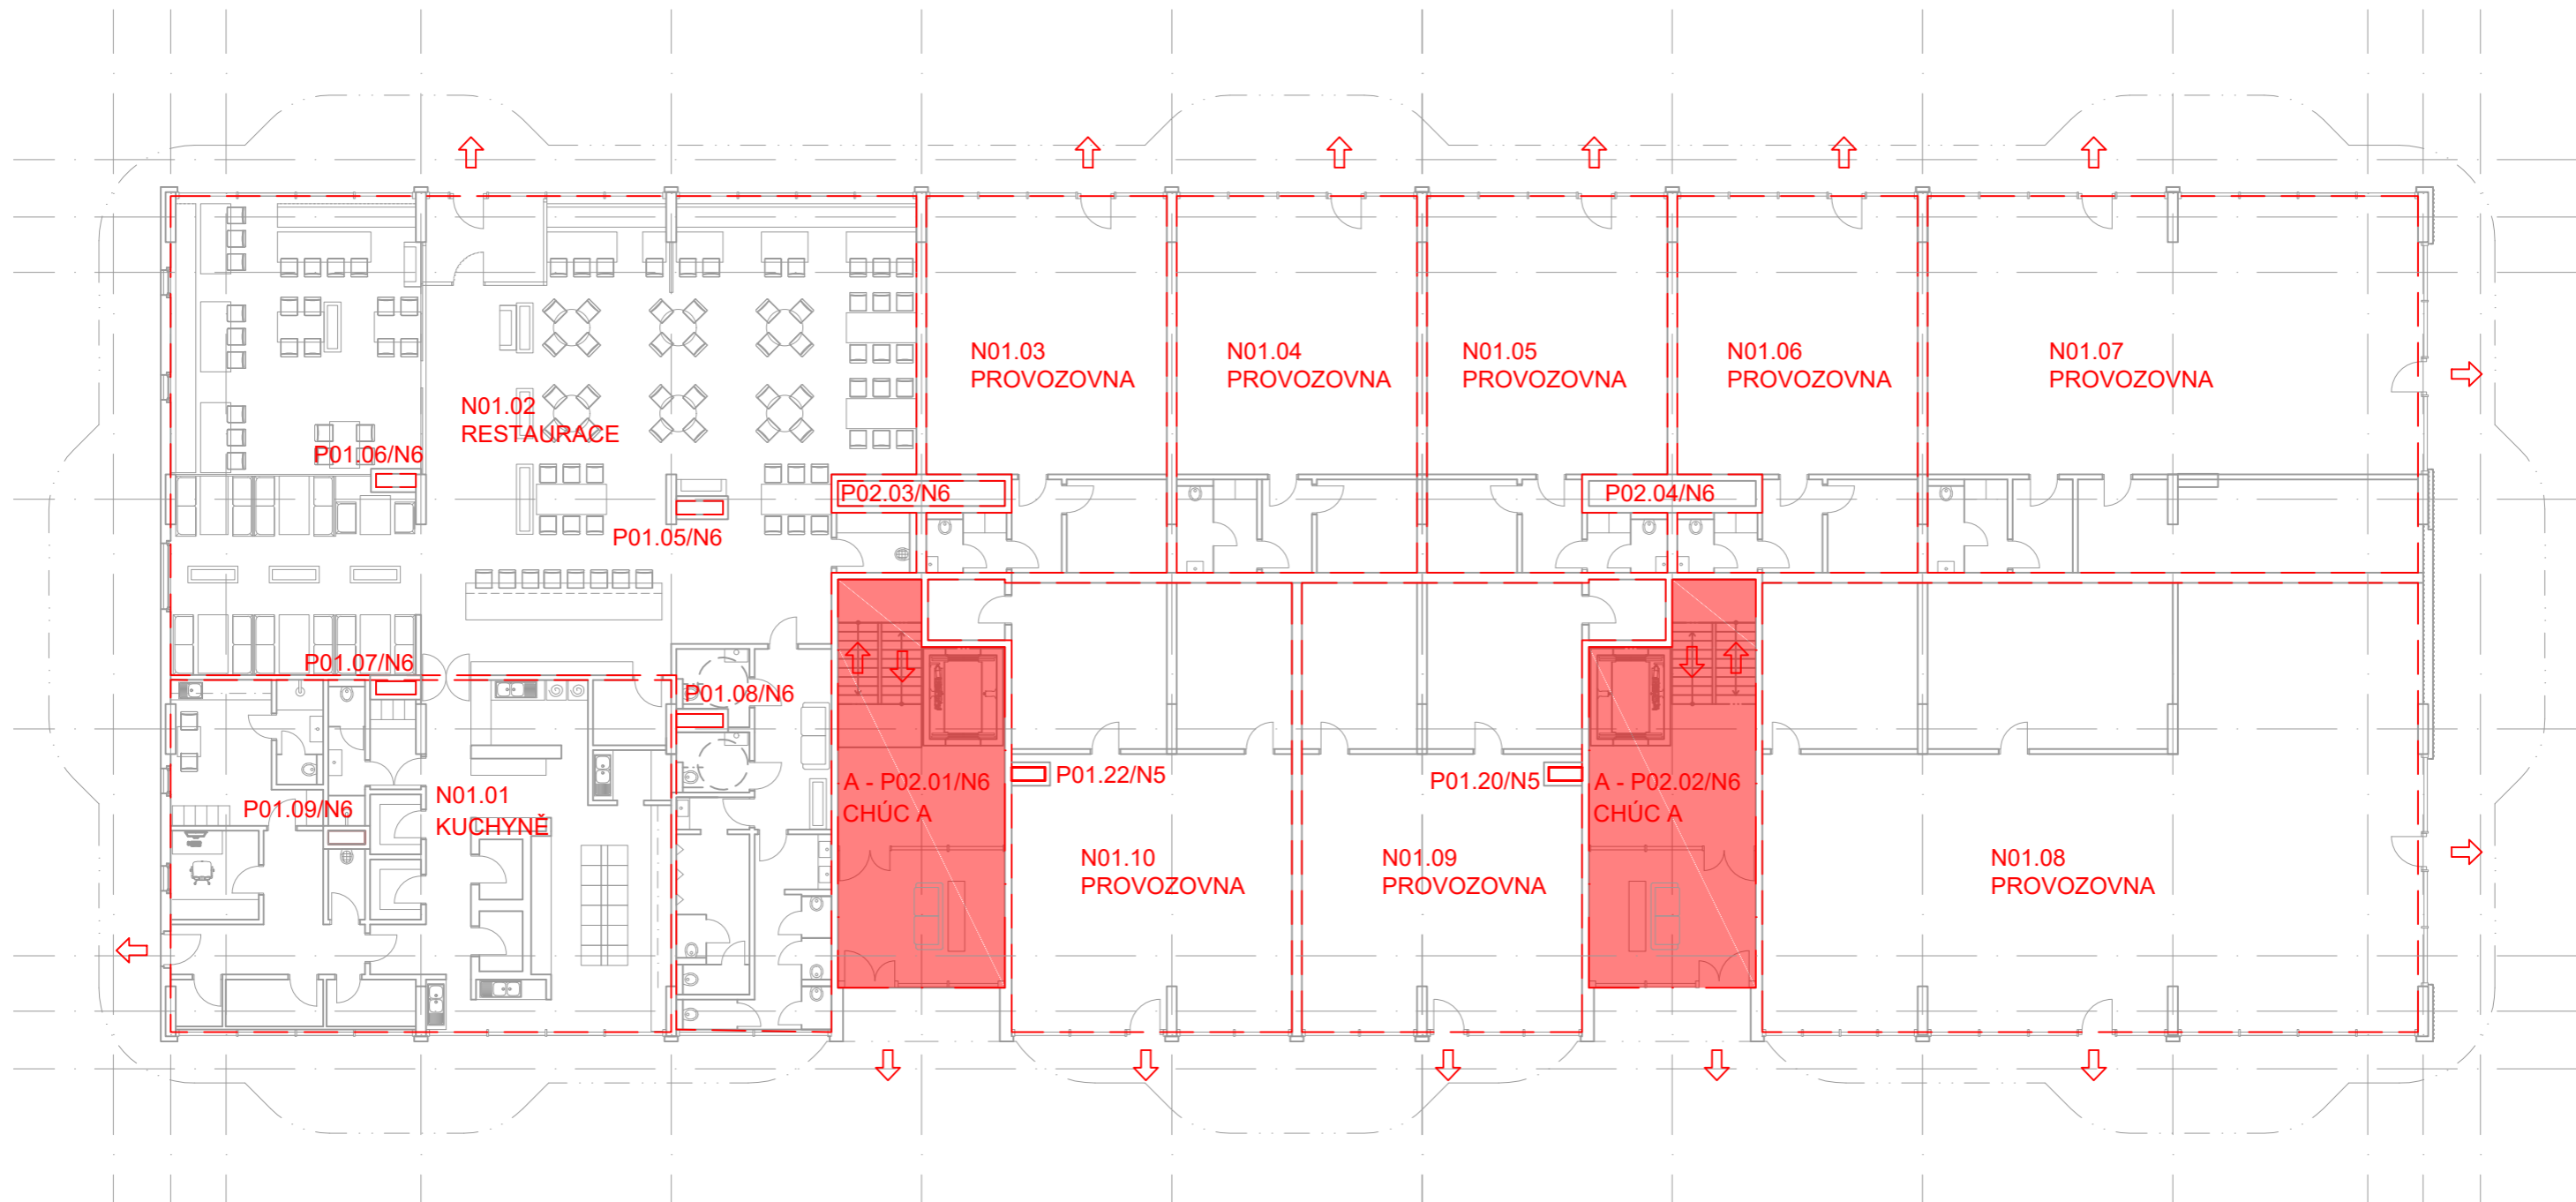 N01.03
PROVOZOVNA
N01.04
PROVOZOVNA
N01.05
PROVOZOVNA
N01.06
PROVOZOVNA
N01.07
PROVOZOVNA
N01.02
RESTAURACE
P01.06/N6
P02.03/N6
P02.04/N6
P01.05/N6
P01.07/N6
P01.08/N6
A - P02.01/N6
CHÚC A
P01.22/N5
P01.20/N5
A - P02.02/N6
CHÚC A
P01.09/N6
N01.01
KUCHYNĚ
N01.10
PROVOZOVNA
N01.09
PROVOZOVNA
N01.08
PROVOZOVNA